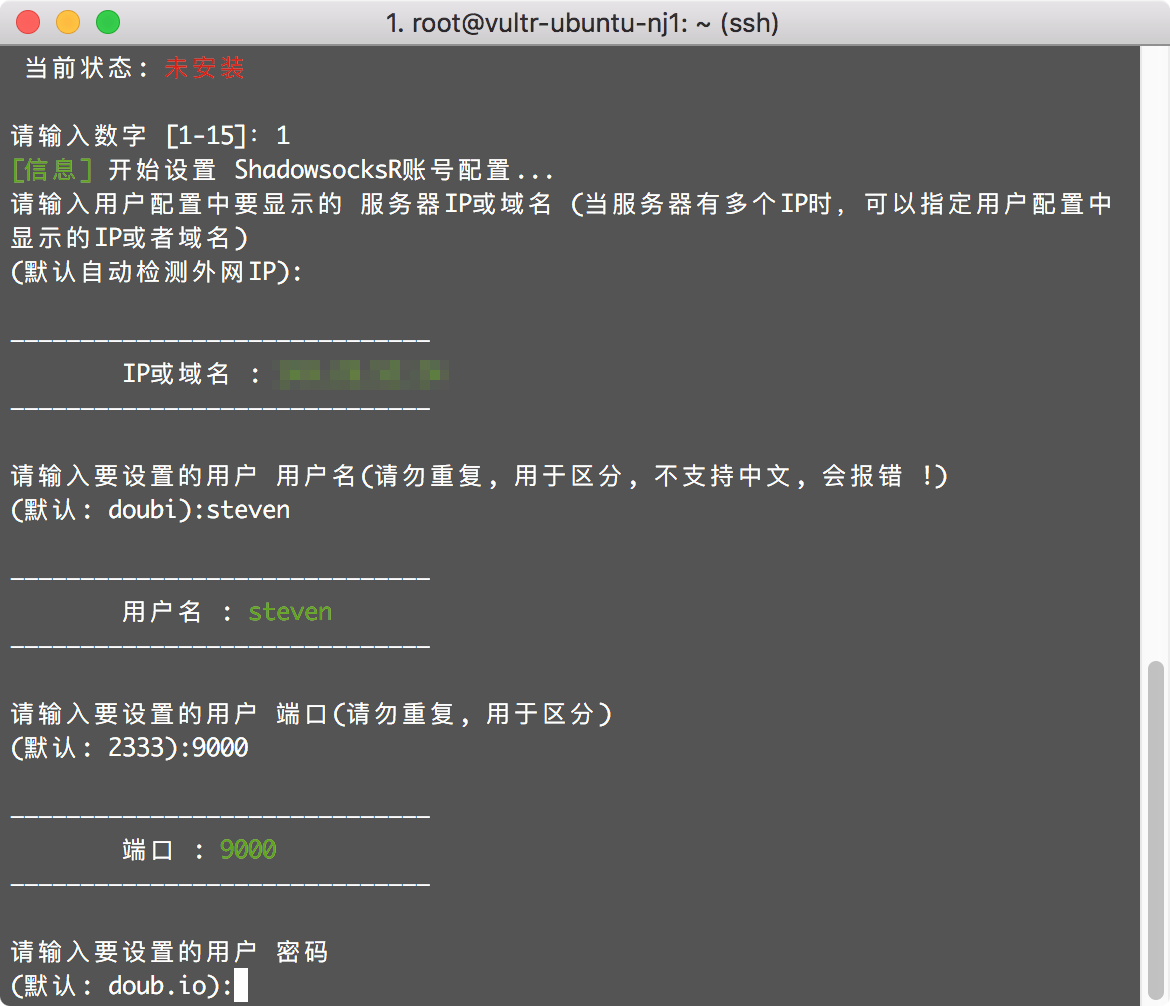 1. root@vultr-ubuntu-nj1: ~ (ssh)
当前状态: 未安装
请输入数字 [1-15]: 1
[信息] 开始设置 ShadowsocksR账号配置...
请输入用户配置中要显示的 服务器IP或域名 (当服务器有多个IP时, 可以指定用户配置中
显示的IP或者域名)
(默认自动检测外网IP):
——————————————————————————————
IP或域名 :
——————————————————————————————
请输入要设置的用户 用户名(请勿重复, 用于区分, 不支持中文, 会报错 !)
(默认: doubi):steven
——————————————————————————————
用户名 : steven
——————————————————————————————
请输入要设置的用户 端口(请勿重复, 用于区分)
(默认: 2333):9000
——————————————————————————————
端口 : 9000
——————————————————————————————
请输入要设置的用户 密码
(默认: doub.io):